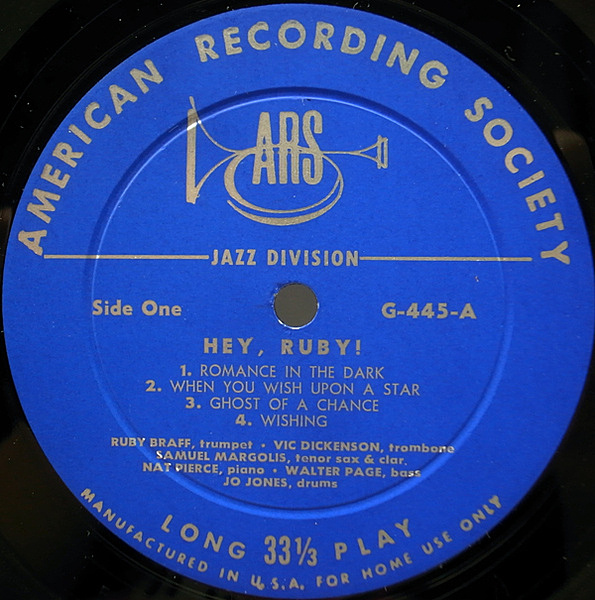 AMERICAN RECORDING SOCIETY
ARS
JAZZ DIVISION
Side One
G-445-A
HEY, RUBY!
1. ROMANCE IN THE DARK
2. WHEN YOU WISH UPON A STAR
3. GHOST OF A CHANCE
4. WISHING
RUBY BRAFF, trumpet • VIC DICKENSON, trombone
SAMUEL MARGOLIS, tenor sax & clar.
NAT PIERCE, piano • WALTER PAGE, bass
JO JONES, drums
LONG 33⅓ PLAY
MANUFACTURED IN U.S.A. FOR HOME USE ONLY